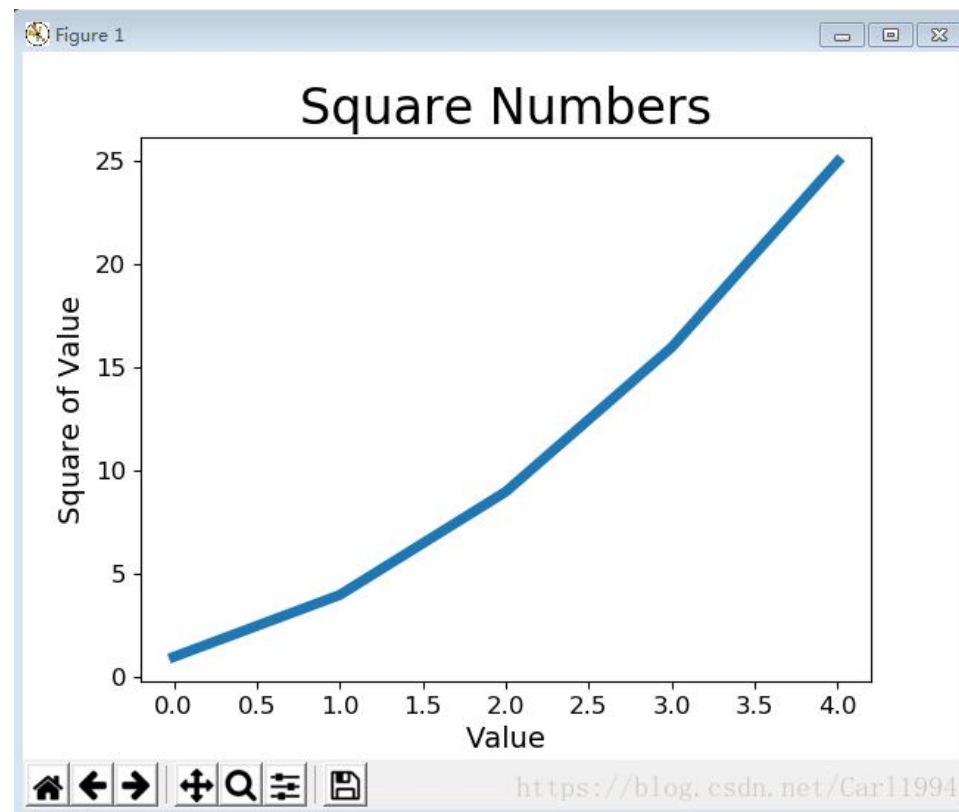 Figure 1
Square Numbers
25
20
15
10
5
0
Square of Value
0.0 0.5 1.0 1.5 2.0 2.5 3.0 3.5 4.0
Value
https://blog.csdn.net/Carl1994